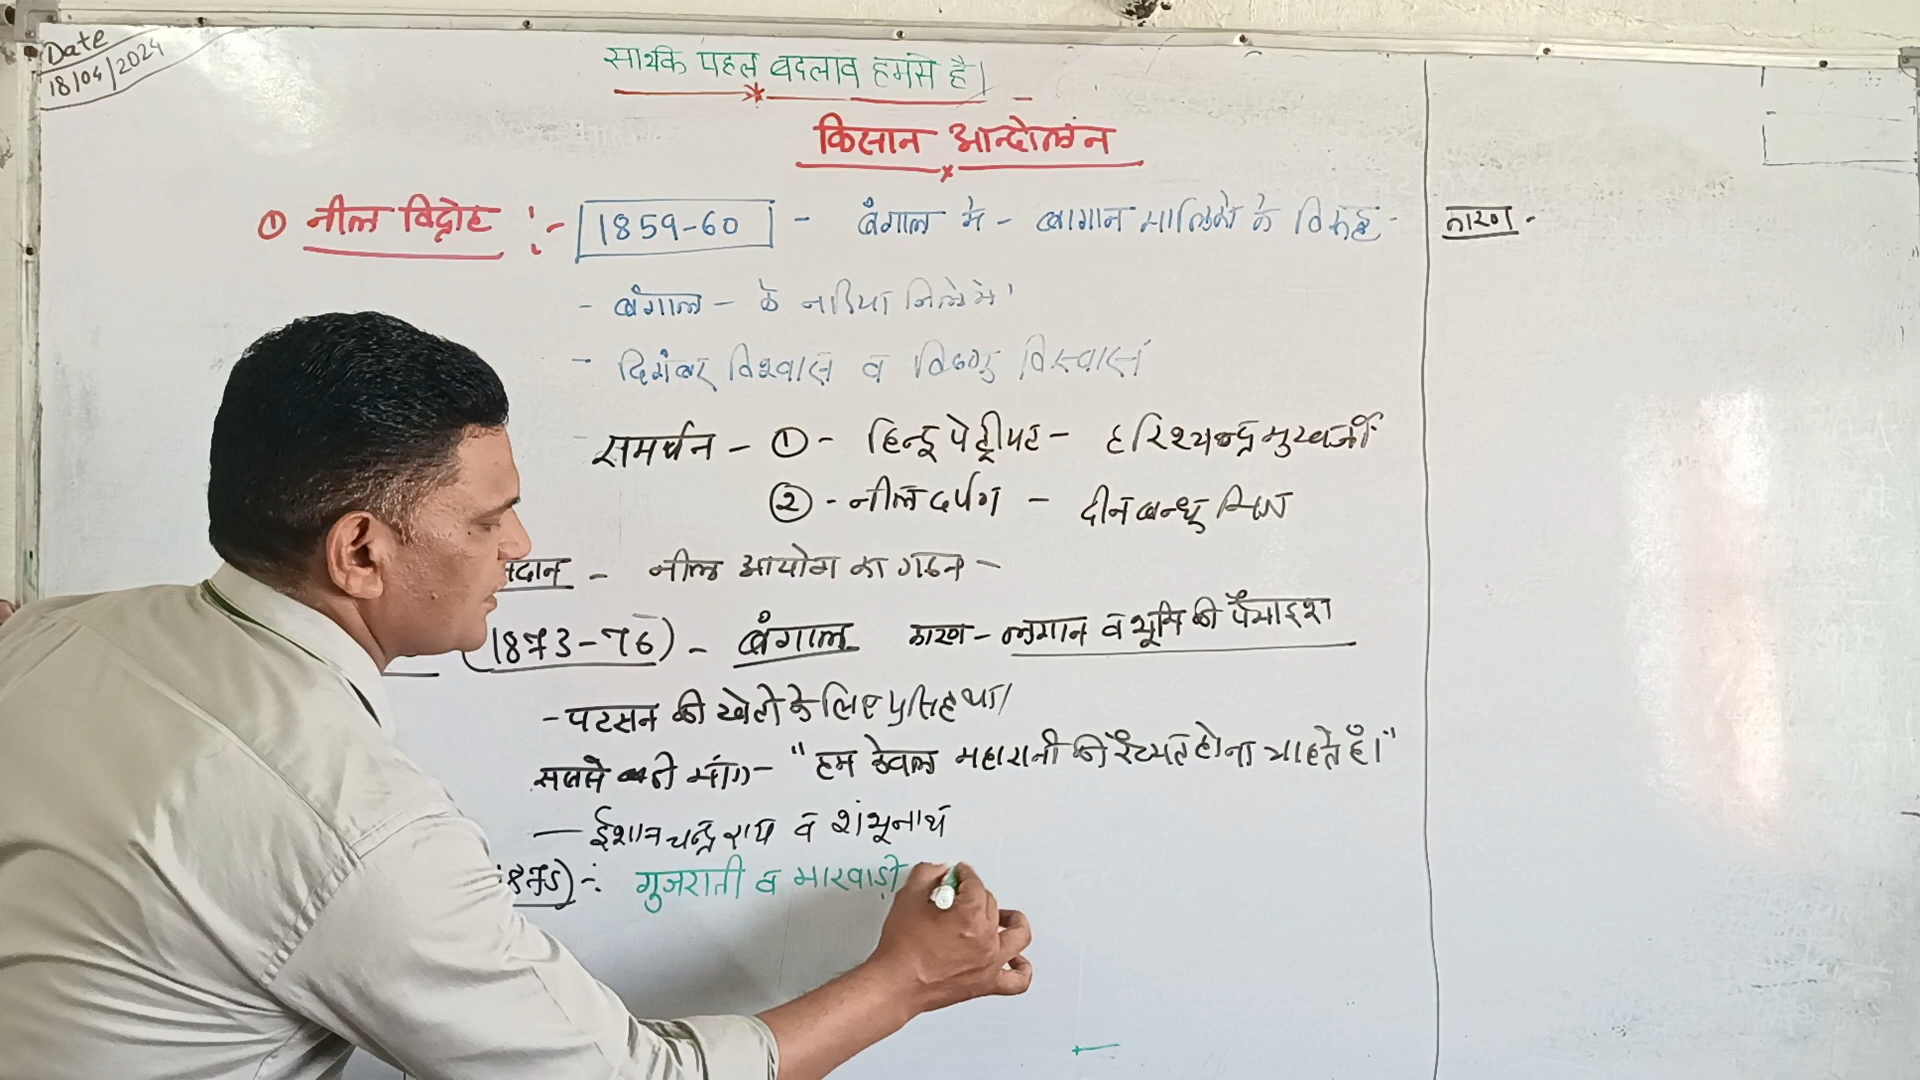 Date
18/04/2024
सार्थक पहल बदलाव हमसे है।
किसान आन्दोलन
① नील विद्रोह :- 1859-60 - बंगाल में - बागान मालिकों के विरूद्ध -
कारण -
- बंगाल - के नदिया जिले में
- दिगंबर विश्वास व विष्णु विस्वास
समर्थन - ① - हिन्दू पेट्रीयट - हरिश्चन्द्र मुखर्जी
② - नील दर्पण - दीनबन्धु मित्र
नील आयोग का गठन -
(1873-76) - बंगाल कारण - लगान व भूमि की पैमाइश
- पटसन की खेती के लिए प्रसिद्ध था।
सबसे मांग - "हम केवल महारानी की रैय्यत होना चाहते हैं।"
— ईशान चन्द्र राय व शंभूनाथ
875) -: गुजराती व मारवाड़ी